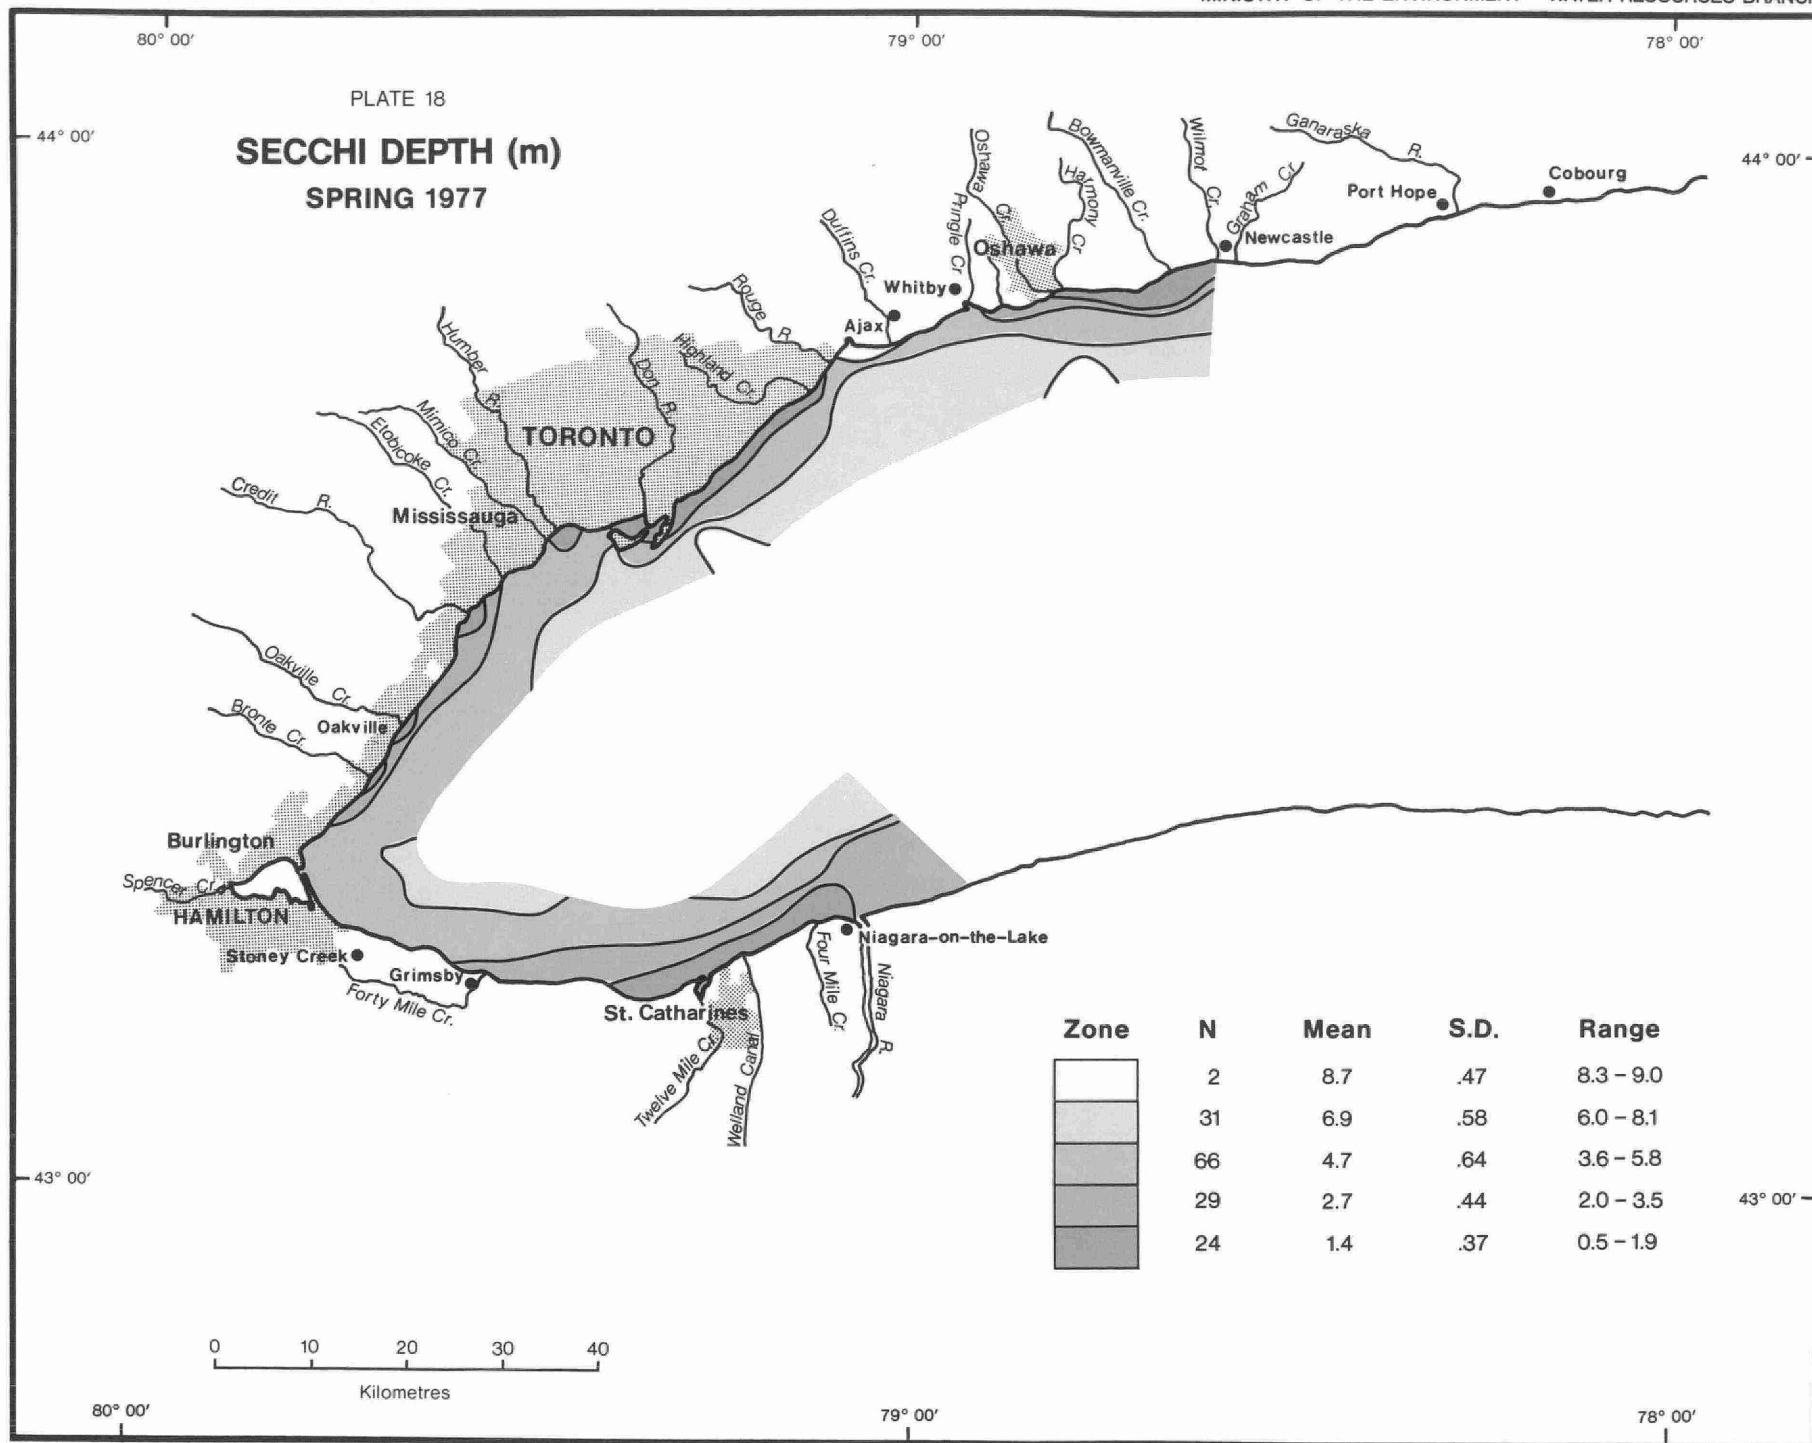 MINISTRY OF THE ENVIRONMENT WATER RESOURCES BRANCH
80° 00′
79° 00′
78° 00′
PLATE 18
SECCHI DEPTH (m)
SPRING 1977
44° 00′
44° 00′
Ganaraska R.
Cobourg
Port Hope
Wilmot Cr.
Graham Cr
Newcastle
Bowmanville Cr.
Harmony Cr
Oshawa Cr.
Oshawa
Pringle Cr
Whitby
Duffins Cr.
Ajax
Rouge R.
Highland Cr.
Don R.
Humber R.
TORONTO
Mimico Cr.
Etobicoke Cr.
Mississauga
Credit R.
Oakville Cr.
Oakville
Bronte Cr.
Burlington
Spencer Cr.
HAMILTON
Stoney Creek
Grimsby
Forty Mile Cr.
St. Catharines
Twelve Mile Cr.
Welland Canal
Four Mile Cr.
Niagara-on-the-Lake
Niagara R.
Zone N Mean S.D. Range
2 8.7 .47 8.3 – 9.0
31 6.9 .58 6.0 – 8.1
66 4.7 .64 3.6 – 5.8
29 2.7 .44 2.0 – 3.5
24 1.4 .37 0.5 – 1.9
43° 00′
43° 00′
0 10 20 30 40
Kilometres
80° 00′
79° 00′
78° 00′